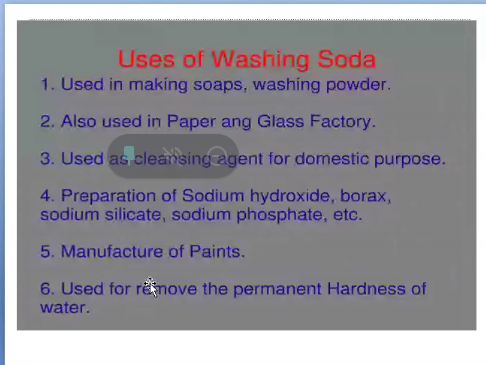 Uses of Washing Soda
1. Used in making soaps, washing powder.
2. Also used in Paper ang Glass Factory.
3. Used as cleansing agent for domestic purpose.
4. Preparation of Sodium hydroxide, borax,
sodium silicate, sodium phosphate, etc.
5. Manufacture of Paints.
6. Used for remove the permanent Hardness of
water.